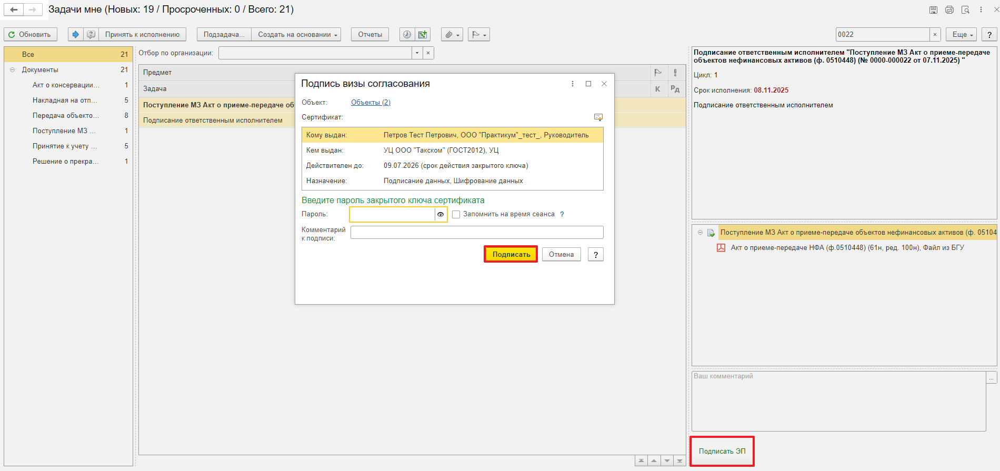 Задачи мне (Новых: 19 / Просроченных: 0 / Всего: 21)
Обновить
Принять к исполнению
Подзадача...
Создать на основании
Отчеты
0022
×
Еще
?
Все 21
Документы 21
Акт о консервации... 1
Накладная на отп... 5
Передача объекто... 8
Поступление МЗ ... 1
Принятие к учету ... 5
Решение о прекра... 1
Отбор по организации:
Предмет
Задача
К
Рд
Поступление МЗ Акт о приеме-передаче об
Подписание ответственным исполнителем
Подпись визы согласования
Объект: Объекты (2)
Сертификат:
Кому выдан: Петров Тест Петрович, ООО "Практикум"_тест_, Руководитель
Кем выдан: УЦ ООО "Такском" (ГОСТ2012), УЦ
Действителен до: 09.07.2026 (срок действия закрытого ключа)
Назначение: Подписание данных, Шифрование данных
Введите пароль закрытого ключа сертификата
Пароль:
Запомнить на время сеанса ?
Комментарий
к подписи:
Подписать
Отмена
?
Подписание ответственным исполнителем "Поступление МЗ Акт о приеме-передаче
объектов нефинансовых активов (ф. 0510448) (№ 0000-000022 от 07.11.2025) "
Цикл: 1
Срок исполнения: 08.11.2025
Подписание ответственным исполнителем
Поступление МЗ Акт о приеме-передаче объектов нефинансовых активов (ф. 05104
Акт о приеме-передаче НФА (ф.0510448) (61н, ред. 100н), Файл из БГУ
Ваш комментарий
...
Подписать ЭП